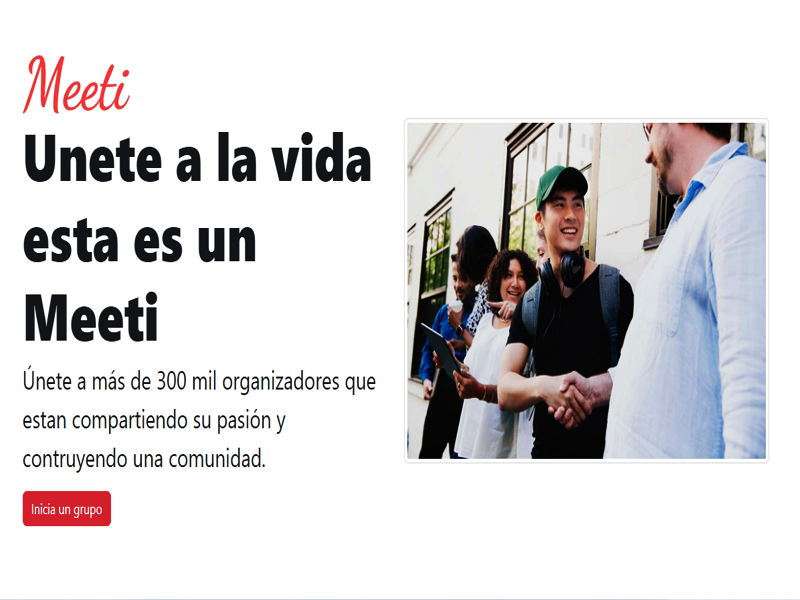 Meeti
Unete a la vida
esta es un
Meeti
Únete a más de 300 mil organizadores que
estan compartiendo su pasión y
contruyendo una comunidad.
Inicia un grupo